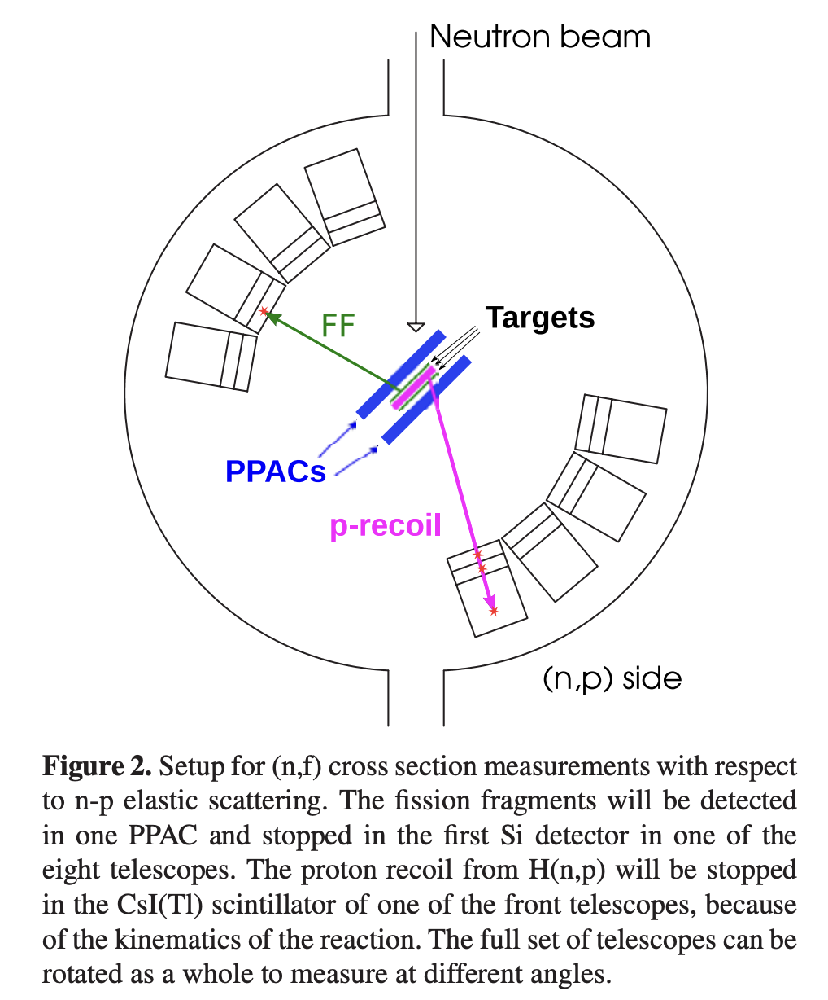 Neutron beam
Targets
FF
PPACs
p-recoil
(n,p) side
Figure 2. Setup for (n,f) cross section measurements with respect
to n-p elastic scattering. The fission fragments will be detected
in one PPAC and stopped in the first Si detector in one of the
eight telescopes. The proton recoil from H(n,p) will be stopped
in the CsI(Tl) scintillator of one of the front telescopes, because
of the kinematics of the reaction. The full set of telescopes can be
rotated as a whole to measure at different angles.